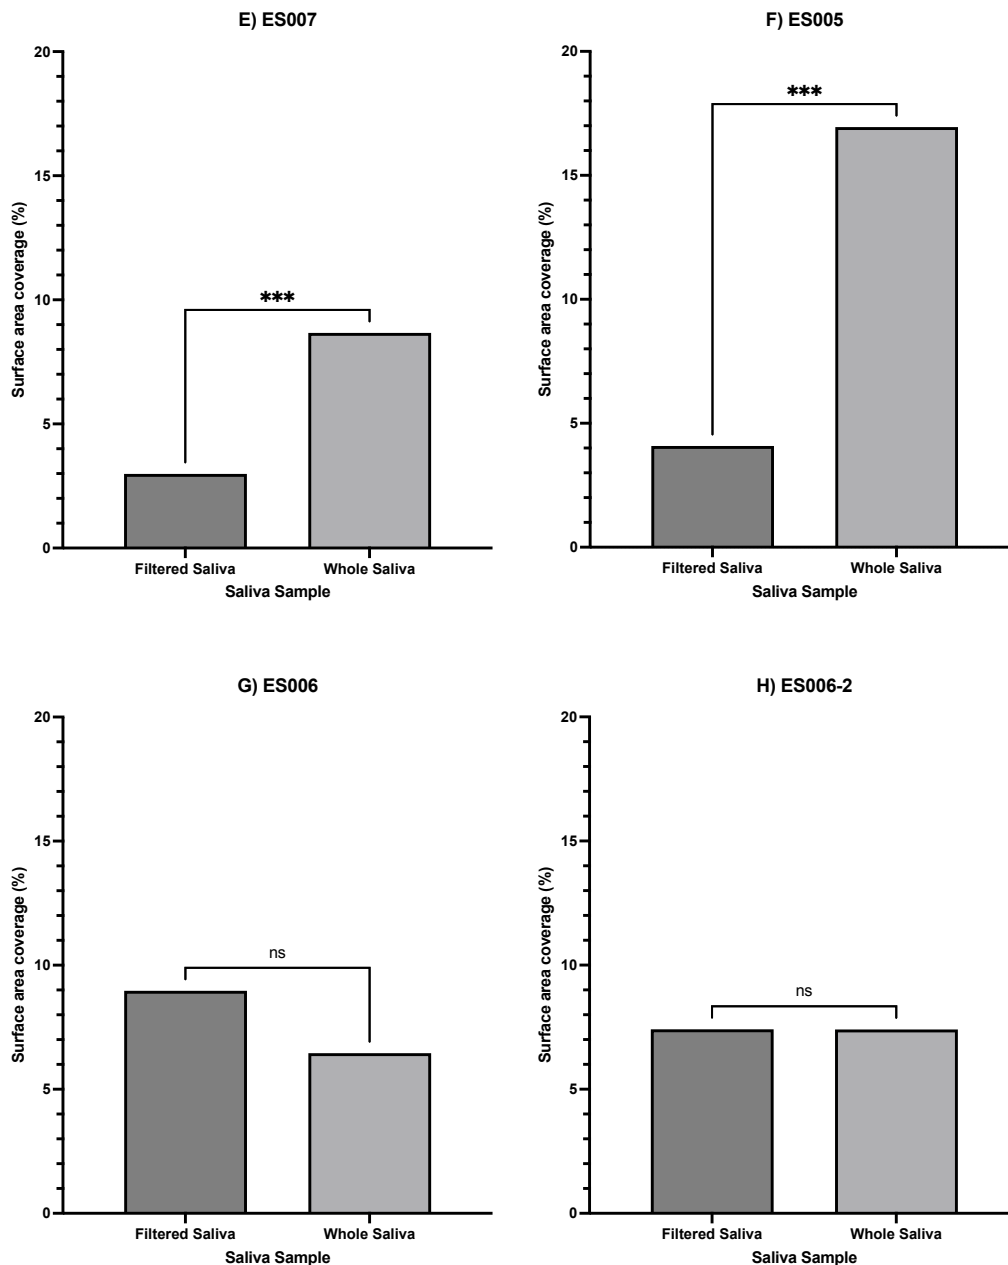 E) ES007
20
15
10
5
0
Surface area coverage (%)
***
Filtered Saliva Whole Saliva
Saliva Sample
F) ES005
20
15
10
5
0
Surface area coverage (%)
***
Filtered Saliva Whole Saliva
Saliva Sample
G) ES006
20
15
10
5
0
Surface area coverage (%)
ns
Filtered Saliva Whole Saliva
Saliva Sample
H) ES006-2
20
15
10
5
0
Surface area coverage (%)
ns
Filtered Saliva Whole Saliva
Saliva Sample